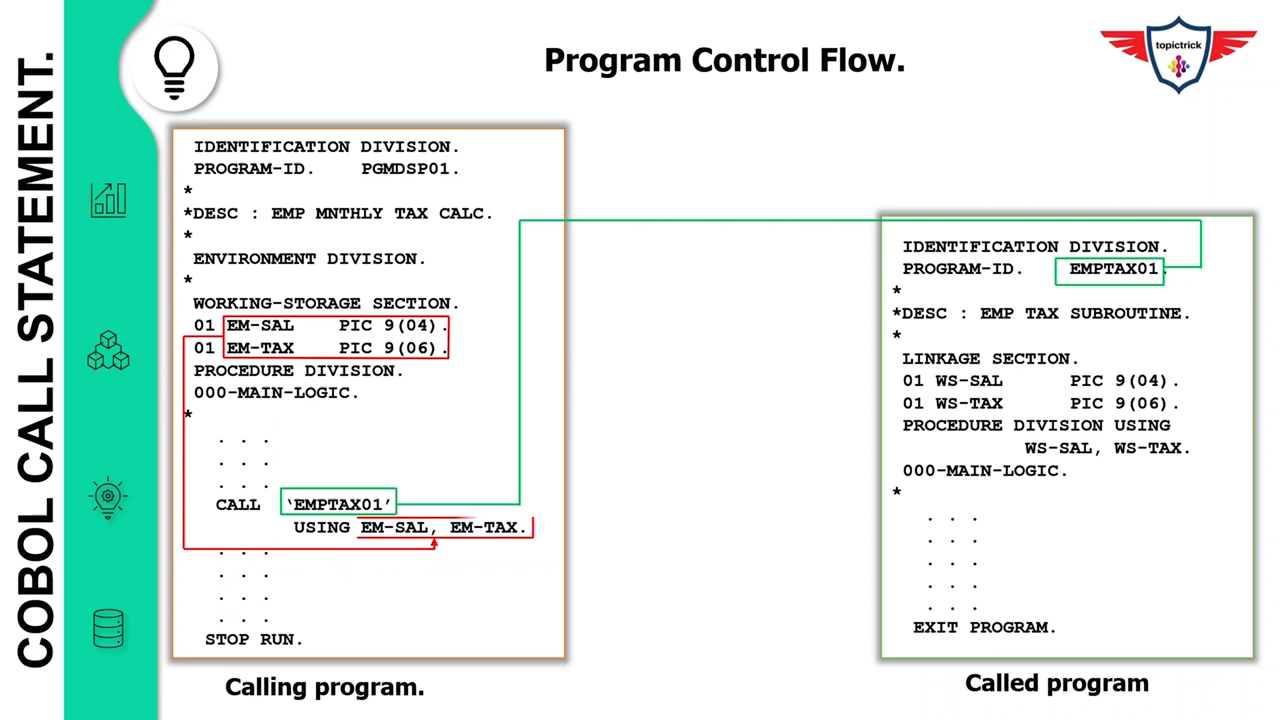 COBOL CALL STATEMENT.
Program Control Flow.
topictrick
IDENTIFICATION DIVISION.
PROGRAM-ID. PGMDSP01.
*
*DESC : EMP MNTHLY TAX CALC.
*
ENVIRONMENT DIVISION.
*
WORKING-STORAGE SECTION.
01 EM-SAL PIC 9(04).
01 EM-TAX PIC 9(06).
PROCEDURE DIVISION.
000-MAIN-LOGIC.
*
. . .
. . .
. . .
CALL ‘EMPTAX01’
USING EM-SAL, EM-TAX.
. . .
. . .
. . .
. . .
STOP RUN.
Calling program.
IDENTIFICATION DIVISION.
PROGRAM-ID. EMPTAX01.
*
*DESC : EMP TAX SUBROUTINE.
*
LINKAGE SECTION.
01 WS-SAL PIC 9(04).
01 WS-TAX PIC 9(06).
PROCEDURE DIVISION USING
WS-SAL, WS-TAX.
000-MAIN-LOGIC.
*
. . .
. . .
. . .
. . .
. . .
EXIT PROGRAM.
Called program